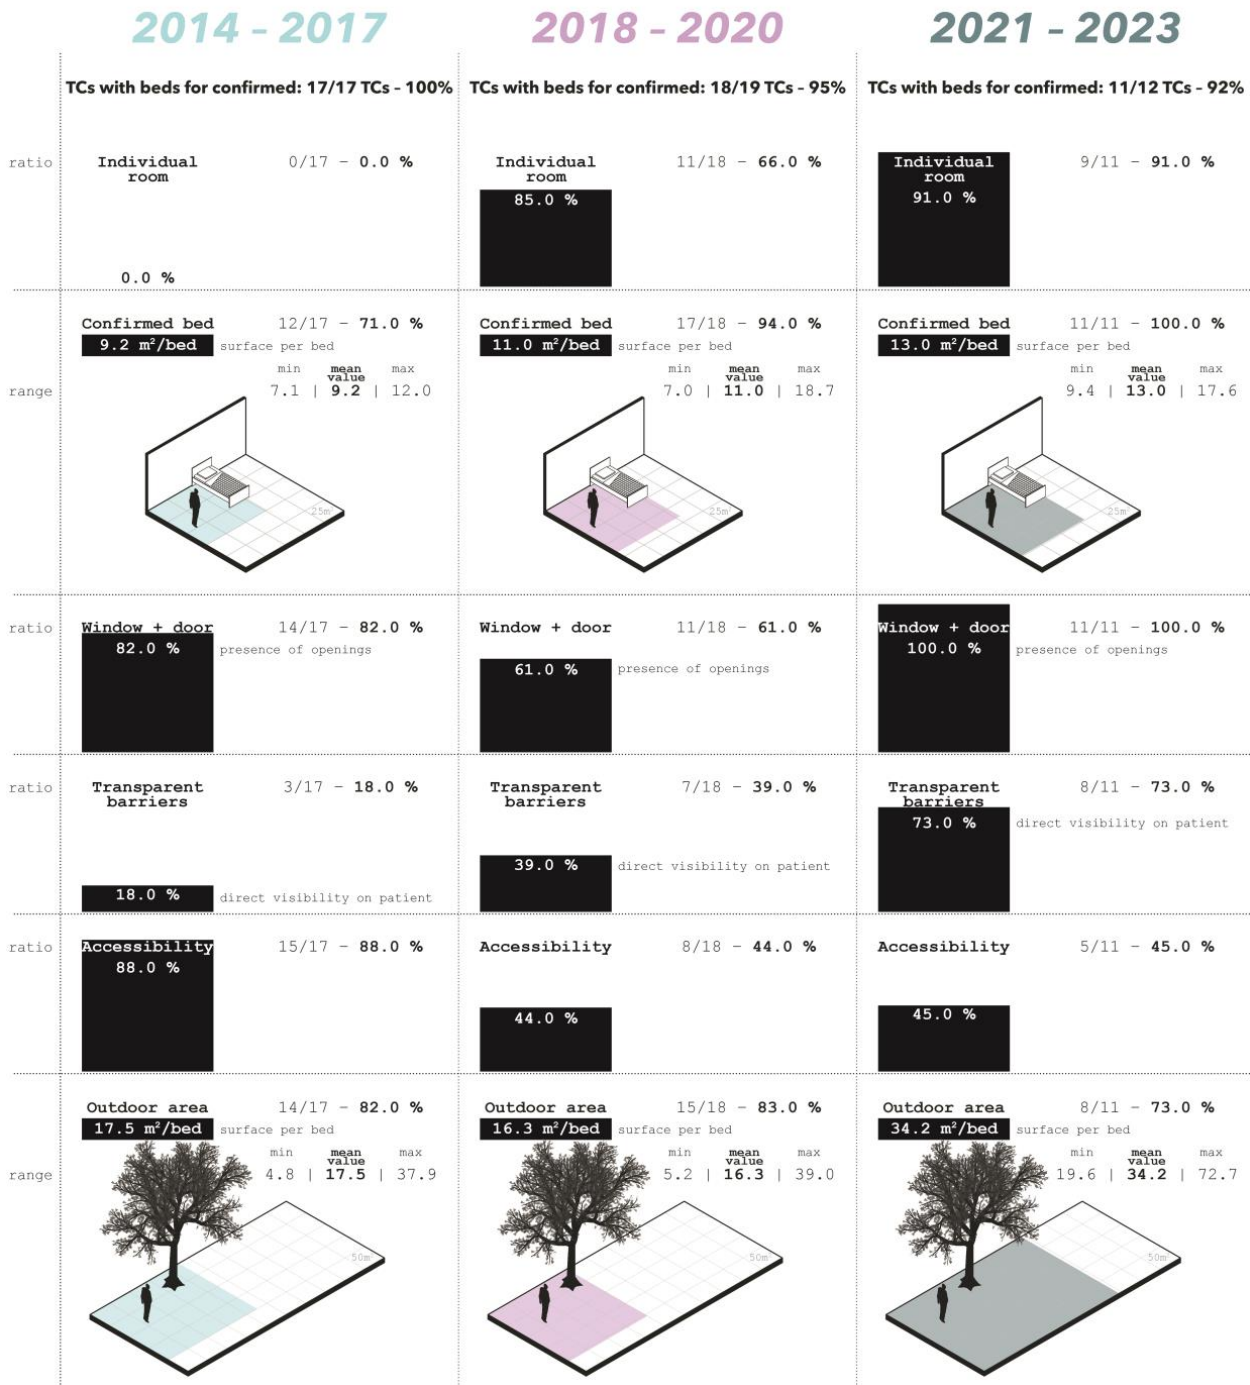 2014 – 2017
2018 – 2020
2021 – 2023
TCs with beds for confirmed: 17/17 TCs – 100%
TCs with beds for confirmed: 18/19 TCs – 95%
TCs with beds for confirmed: 11/12 TCs – 92%
ratio
Individual
room
0/17 – 0.0 %
0.0 %
Individual
room
11/18 – 66.0 %
85.0 %
Individual
room
9/11 – 91.0 %
91.0 %
range
Confirmed bed
12/17 – 71.0 %
9.2 m²/bed
surface per bed
min
mean
value
max
7.1 | 9.2 | 12.0
25m²
Confirmed bed
17/18 – 94.0 %
11.0 m²/bed
surface per bed
min
mean
value
max
7.0 | 11.0 | 18.7
25m²
Confirmed bed
11/11 – 100.0 %
13.0 m²/bed
surface per bed
min
mean
value
max
9.4 | 13.0 | 17.6
25m²
ratio
Window + door
14/17 – 82.0 %
82.0 %
presence of openings
Window + door
11/18 – 61.0 %
61.0 %
presence of openings
Window + door
11/11 – 100.0 %
100.0 %
presence of openings
ratio
Transparent
barriers
3/17 – 18.0 %
18.0 %
direct visibility on patient
Transparent
barriers
7/18 – 39.0 %
39.0 %
direct visibility on patient
Transparent
barriers
8/11 – 73.0 %
73.0 %
direct visibility on patient
ratio
Accessibility
15/17 – 88.0 %
88.0 %
Accessibility
8/18 – 44.0 %
44.0 %
Accessibility
5/11 – 45.0 %
45.0 %
range
Outdoor area
14/17 – 82.0 %
17.5 m²/bed
surface per bed
min
mean
value
max
4.8 | 17.5 | 37.9
50m²
Outdoor area
15/18 – 83.0 %
16.3 m²/bed
surface per bed
min
mean
value
max
5.2 | 16.3 | 39.0
50m²
Outdoor area
8/11 – 73.0 %
34.2 m²/bed
surface per bed
min
mean
value
max
19.6 | 34.2 | 72.7
50m²